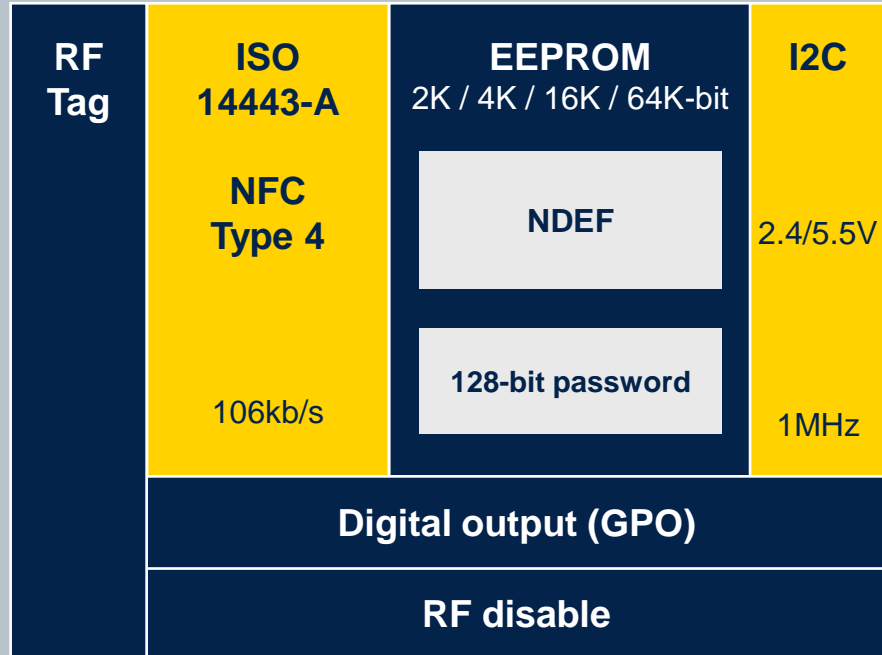 RF
Tag
ISO
14443-A
NFC
Type 4
106kb/s
EEPROM
2K / 4K / 16K / 64K-bit
NDEF
128-bit password
I2C
2.4/5.5V
1MHz
Digital output (GPO)
RF disable